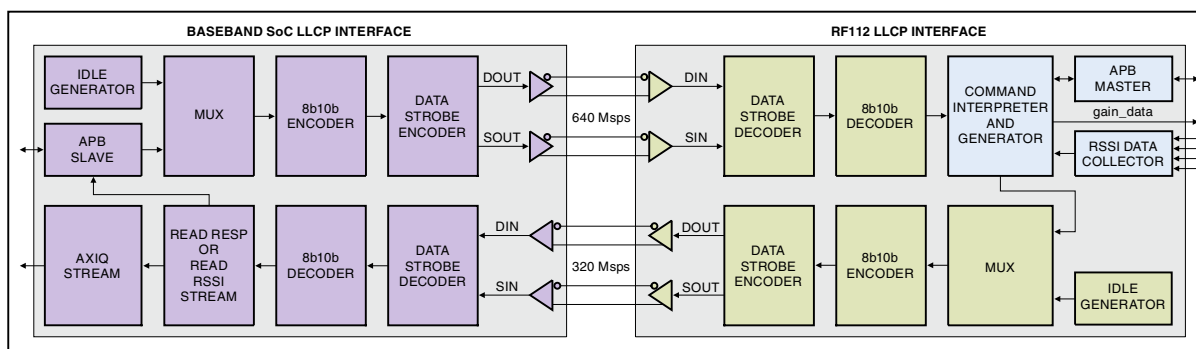 BASEBAND SoC LLCP INTERFACE
RF112 LLCP INTERFACE
IDLE
GENERATOR
APB
SLAVE
MUX
8b10b
ENCODER
DATA
STROBE
ENCODER
DOUT
SOUT
640 Msps
DIN
SIN
DATA
STROBE
DECODER
8b10b
DECODER
COMMAND
INTERPRETER
AND
GENERATOR
APB
MASTER
gain_data
RSSI DATA
COLLECTOR
AXIQ
STREAM
READ RESP
OR
READ
RSSI
STREAM
8b10b
DECODER
DATA
STROBE
DECODER
DIN
SIN
320 Msps
DOUT
SOUT
DATA
STROBE
ENCODER
8b10b
ENCODER
MUX
IDLE
GENERATOR